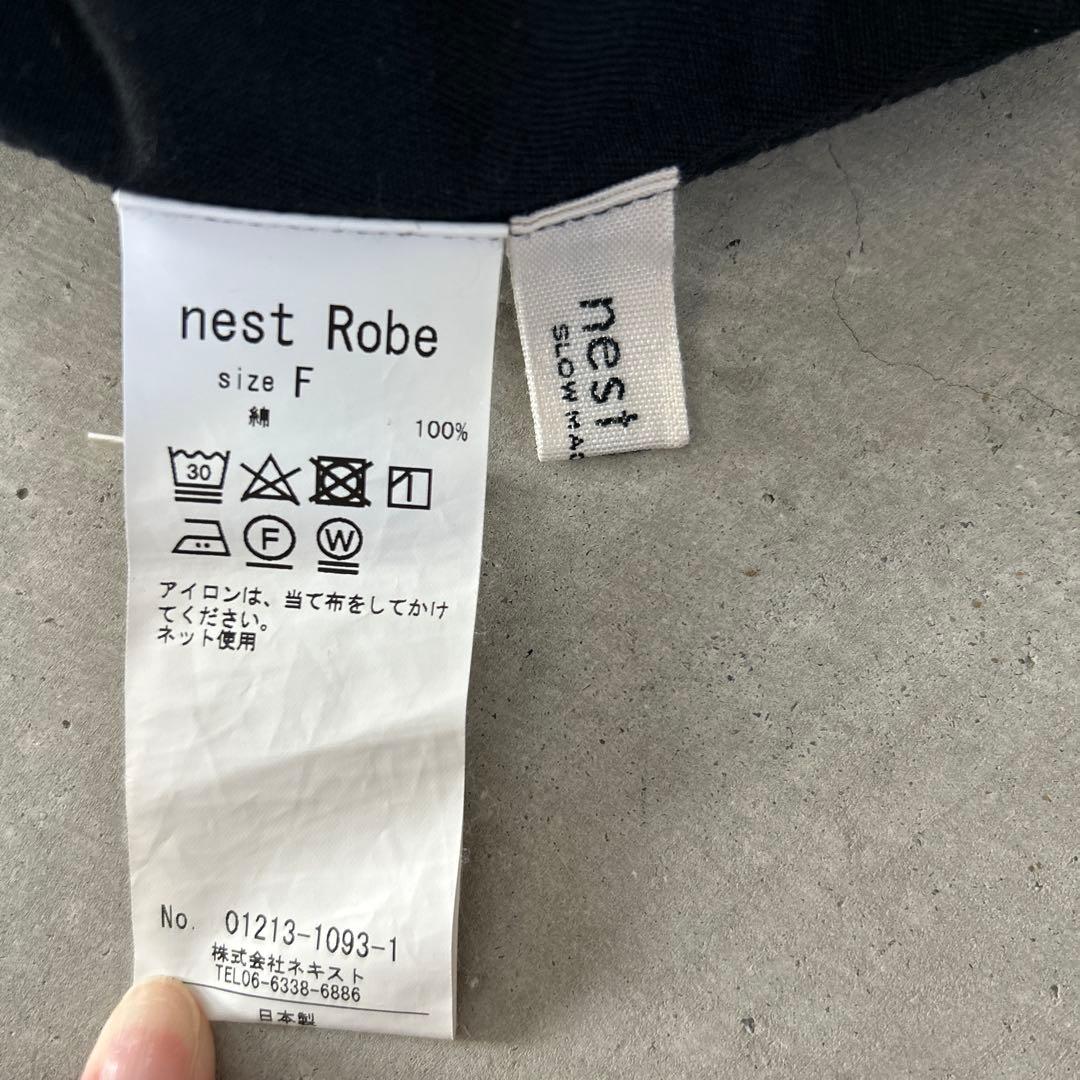 nest Robe
size F
綿 100%
30
F W
アイロンは、当て布をしてかけ
てください。
ネット使用
No. 01213-1093-1
株式会社ネキスト
TEL06-6338-6886
日本製
nest
SLOW